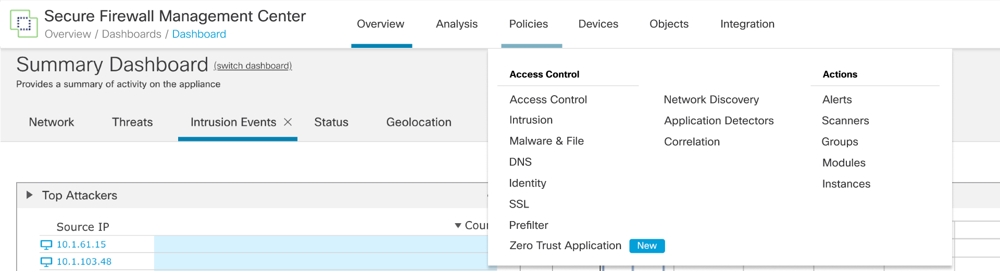 Secure Firewall Management Center
Overview / Dashboards / Dashboard
Overview Analysis Policies Devices Objects Integration
Summary Dashboard (switch dashboard)
Provides a summary of activity on the appliance
Network Threats Intrusion Events Status Geolocation
Top Attackers
Source IP
10.1.61.15
10.1.103.48
Access Control
Access Control
Intrusion
Malware & File
DNS
Identity
SSL
Prefilter
Zero Trust Application New
Network Discovery
Application Detectors
Correlation
Actions
Alerts
Scanners
Groups
Modules
Instances